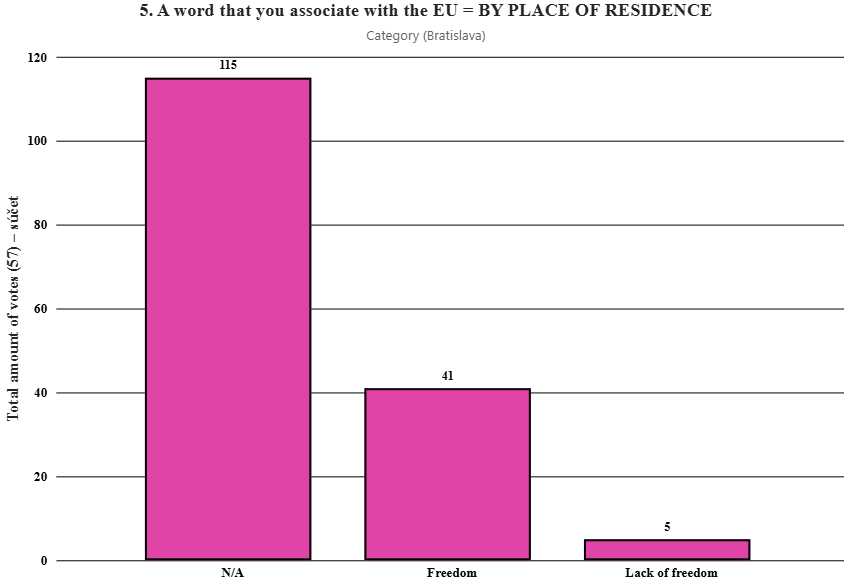 5. A word that you associate with the EU = BY PLACE OF RESIDENCE
Category (Bratislava)
Total amount of votes (57) – súčet
120
100
80
60
40
20
0
115
41
5
N/A
Freedom
Lack of freedom